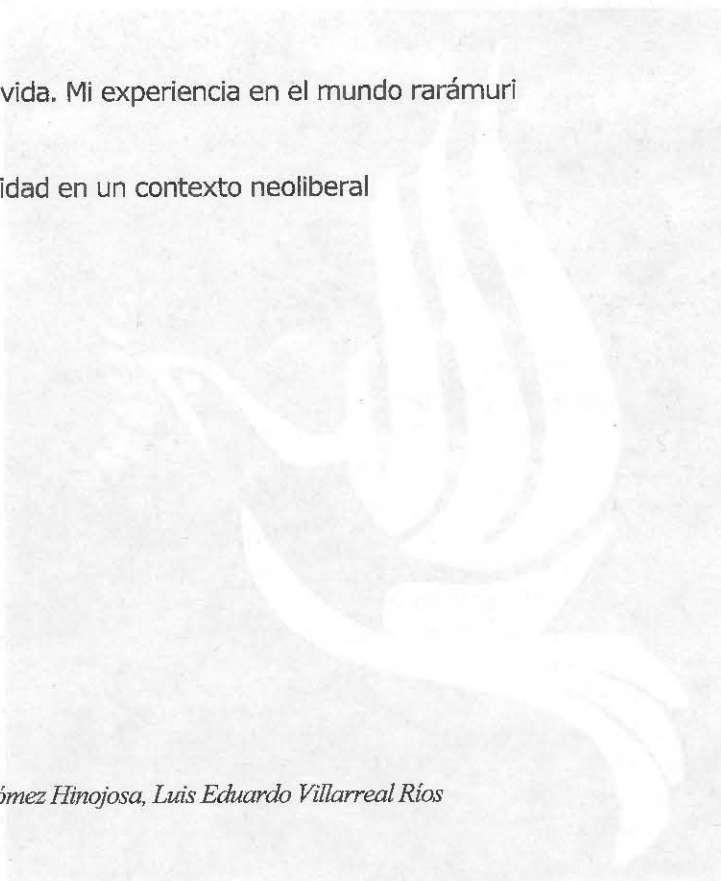 vida. Mi experiencia en el mundo rarámuri
idad en un contexto neoliberal
ómez Hinojosa, Luis Eduardo Villarreal Ríos